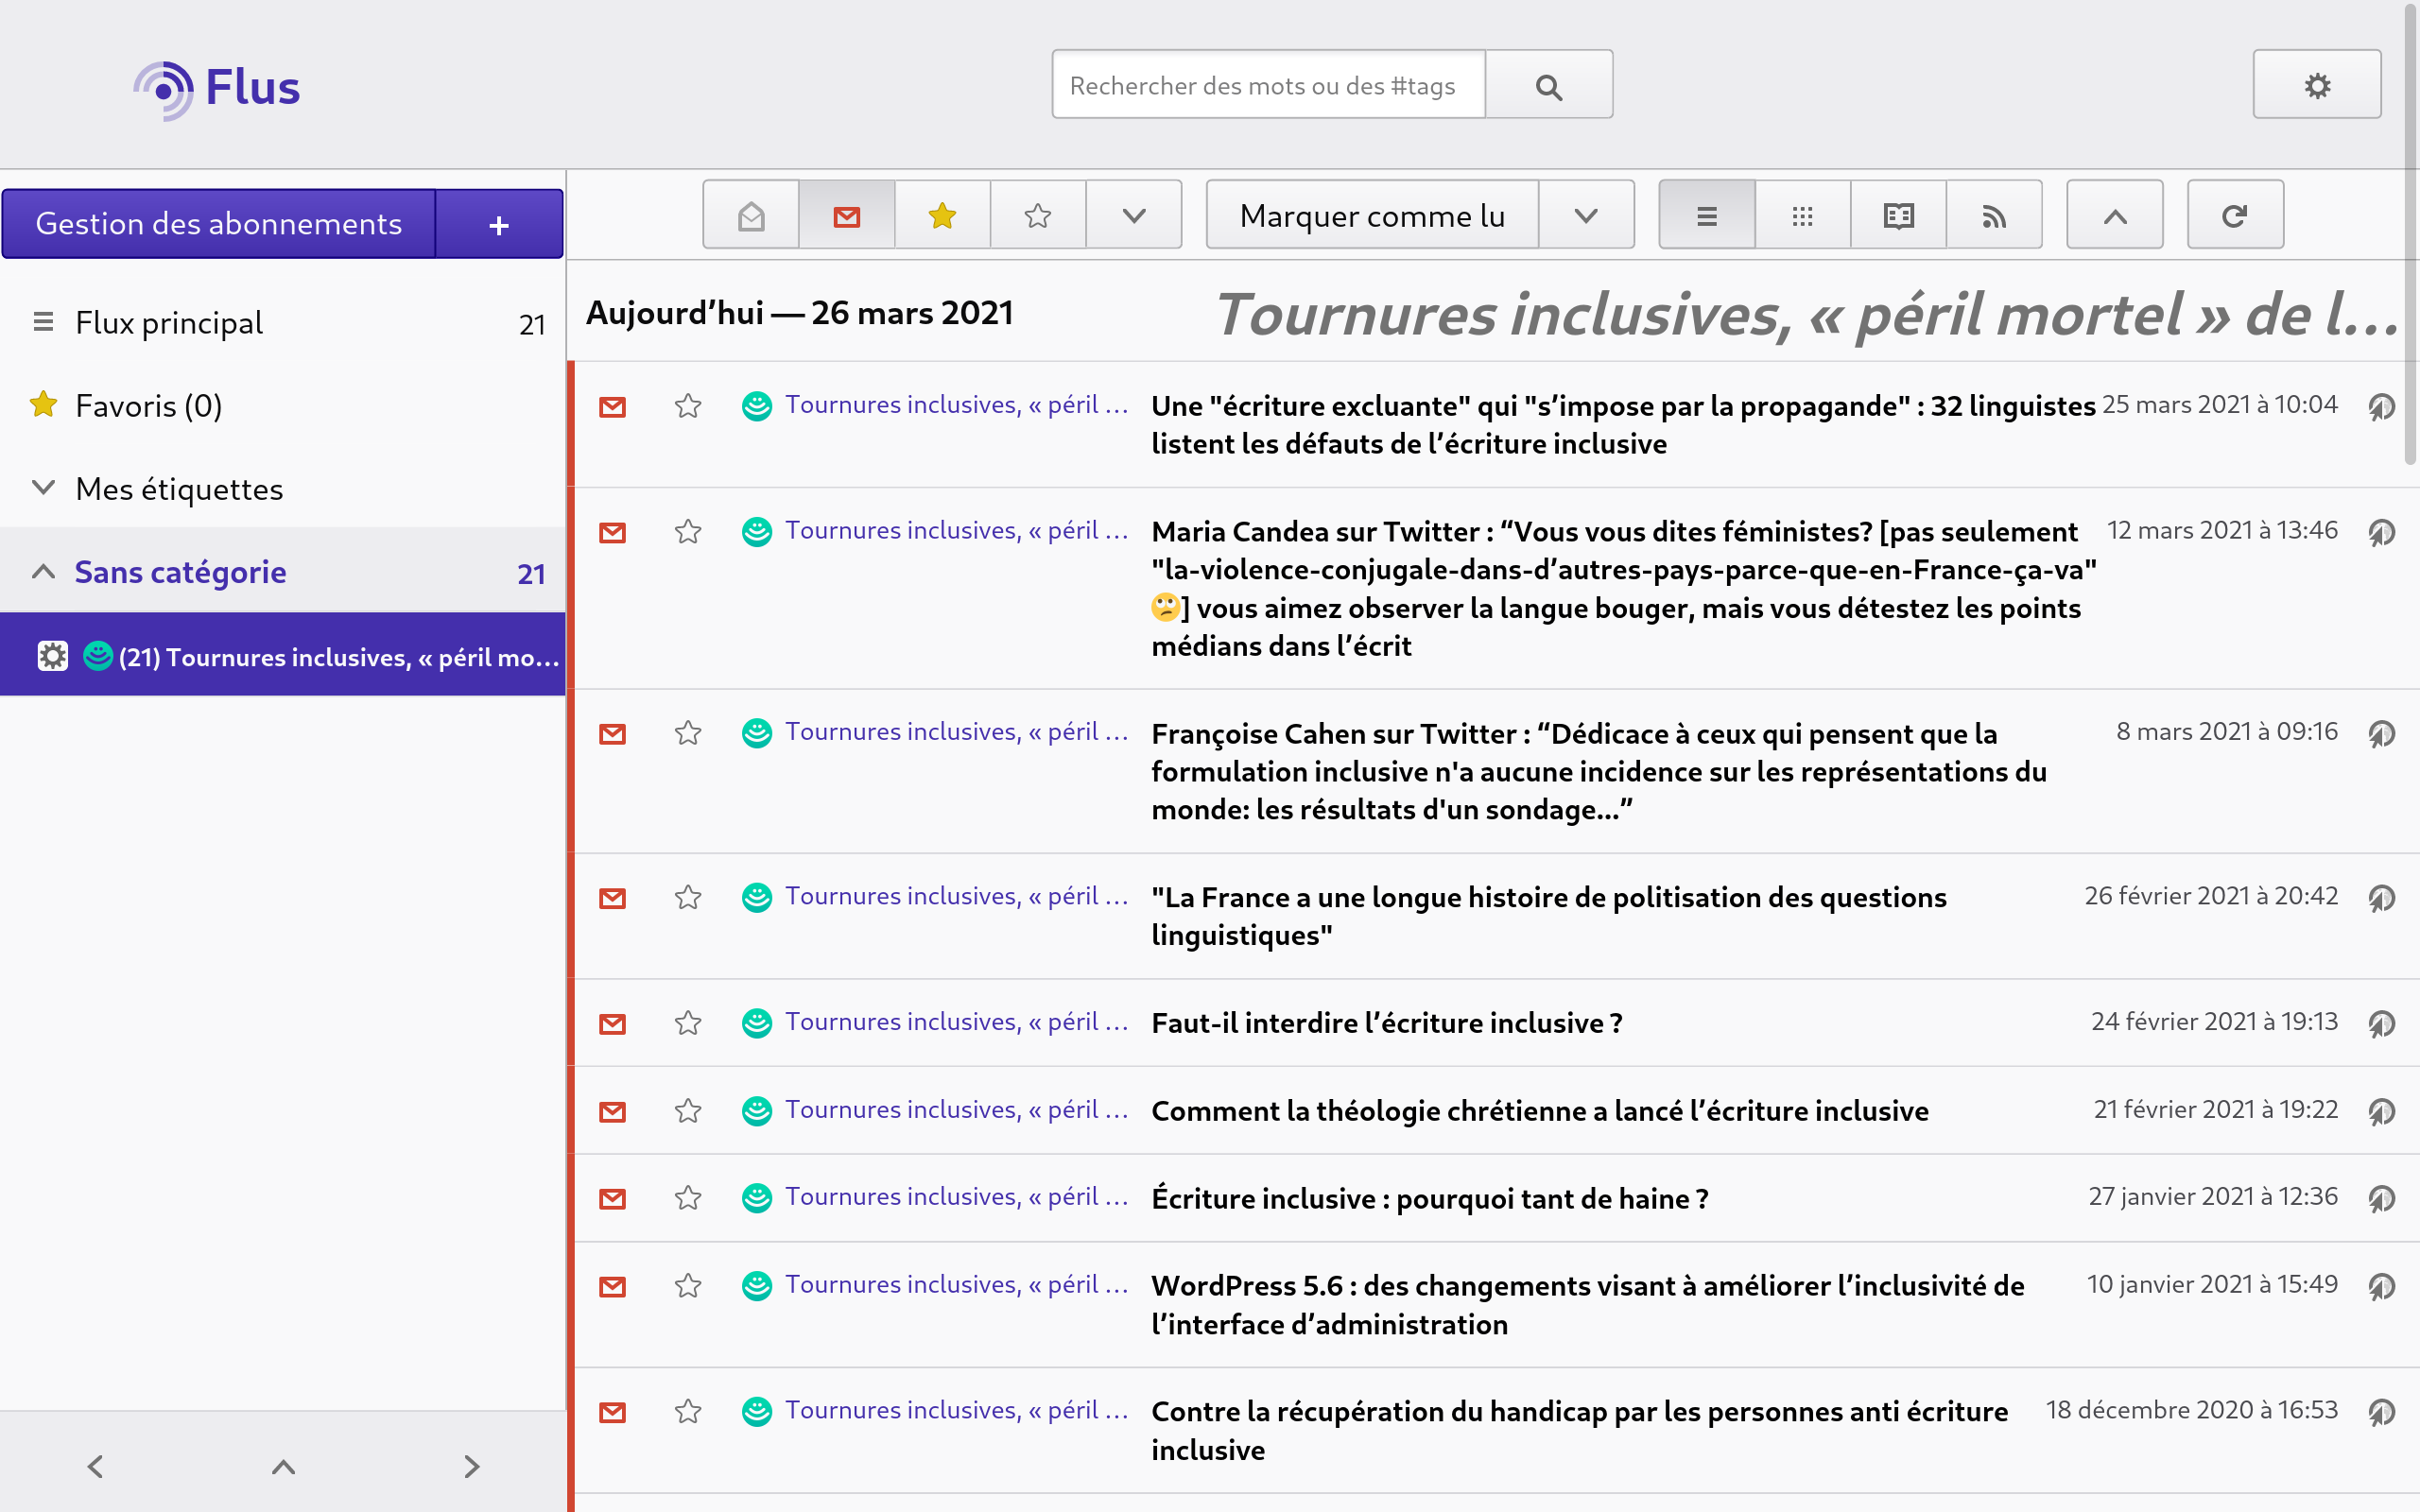 Flus
Rechercher des mots ou des #tags
Gestion des abonnements +
Marquer comme lu
Flux principal 21
Favoris (0)
Mes étiquettes
Sans catégorie 21
(21) Tournures inclusives, « péril mo…
Aujourd’hui — 26 mars 2021 Tournures inclusives, « péril mortel » de l…
Tournures inclusives, « péril … Une "écriture excluante" qui "s’impose par la propagande" : 32 linguistes 25 mars 2021 à 10:04
listent les défauts de l’écriture inclusive
Tournures inclusives, « péril … Maria Candea sur Twitter : “Vous vous dites féministes? [pas seulement 12 mars 2021 à 13:46
"la-violence-conjugale-dans-d’autres-pays-parce-que-en-France-ça-va"
🙄] vous aimez observer la langue bouger, mais vous détestez les points
médians dans l’écrit
Tournures inclusives, « péril … Françoise Cahen sur Twitter : “Dédicace à ceux qui pensent que la 8 mars 2021 à 09:16
formulation inclusive n'a aucune incidence sur les représentations du
monde: les résultats d'un sondage…”
Tournures inclusives, « péril … "La France a une longue histoire de politisation des questions 26 février 2021 à 20:42
linguistiques"
Tournures inclusives, « péril … Faut-il interdire l’écriture inclusive ? 24 février 2021 à 19:13
Tournures inclusives, « péril … Comment la théologie chrétienne a lancé l’écriture inclusive 21 février 2021 à 19:22
Tournures inclusives, « péril … Écriture inclusive : pourquoi tant de haine ? 27 janvier 2021 à 12:36
Tournures inclusives, « péril … WordPress 5.6 : des changements visant à améliorer l’inclusivité de 10 janvier 2021 à 15:49
l’interface d’administration
Tournures inclusives, « péril … Contre la récupération du handicap par les personnes anti écriture 18 décembre 2020 à 16:53
inclusive